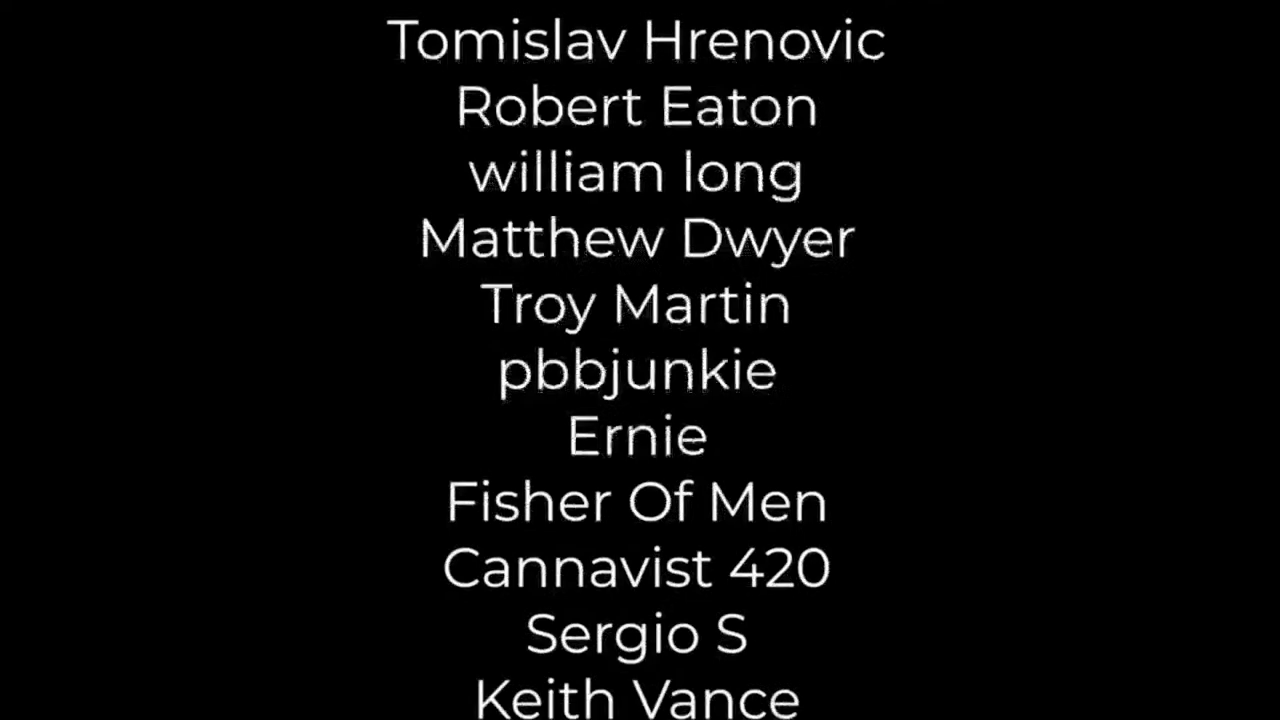 Tomislav Hrenovic
Robert Eaton
william long
Matthew Dwyer
Troy Martin
pbbjunkie
Ernie
Fisher Of Men
Cannavist 420
Sergio S
Keith Vance